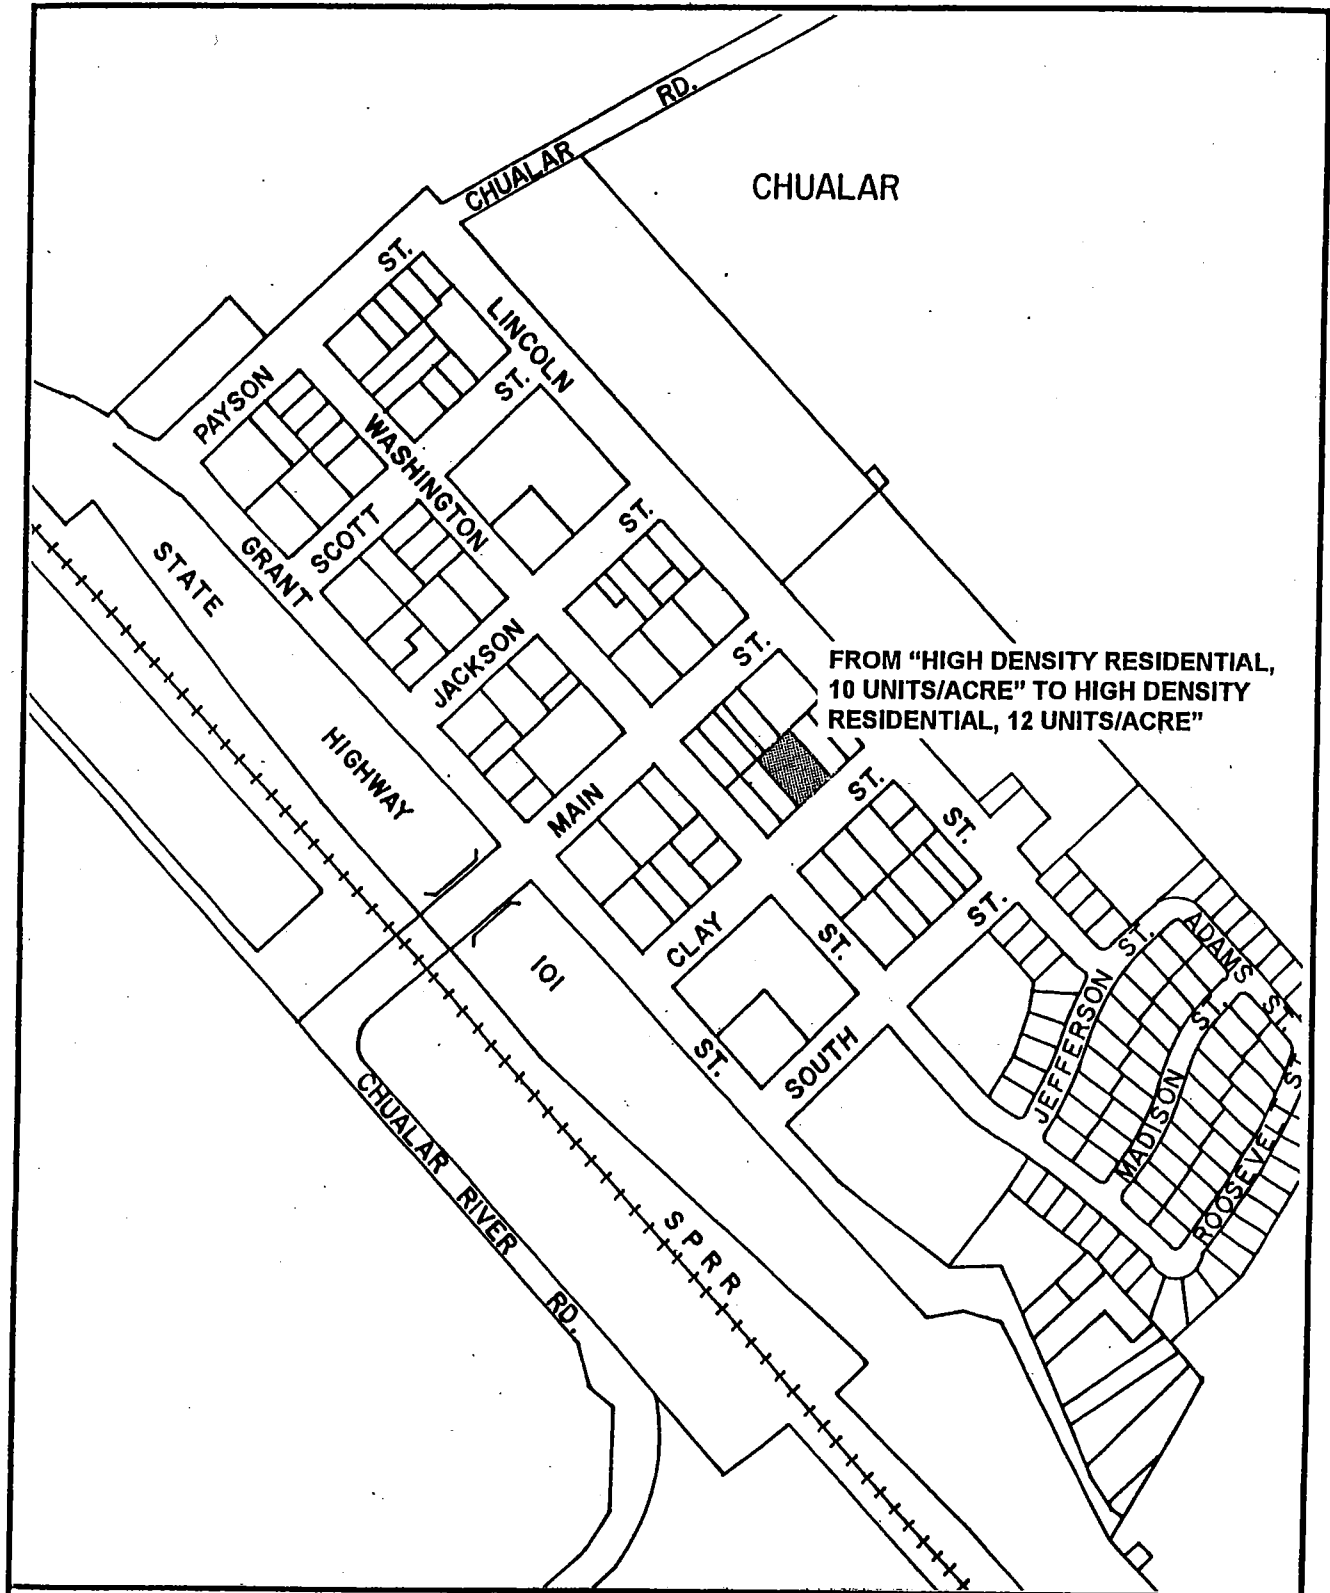 CHUALAR RD.
CHUALAR
ST.
LINCOLN
ST.
PAYSON
WASHINGTON
ST.
SCOTT
GRANT
STATE
JACKSON
ST.
FROM “HIGH DENSITY RESIDENTIAL,
10 UNITS/ACRE” TO HIGH DENSITY
RESIDENTIAL, 12 UNITS/ACRE”
HIGHWAY
MAIN
ST.
ST.
ST.
CLAY
ST.
ST.
ADAMS
ST.
101
JEFFERSON
ST.
ST.
SOUTH
MADISON
ROOSEVELT ST
CHUALAR RIVER RD.
SPRR